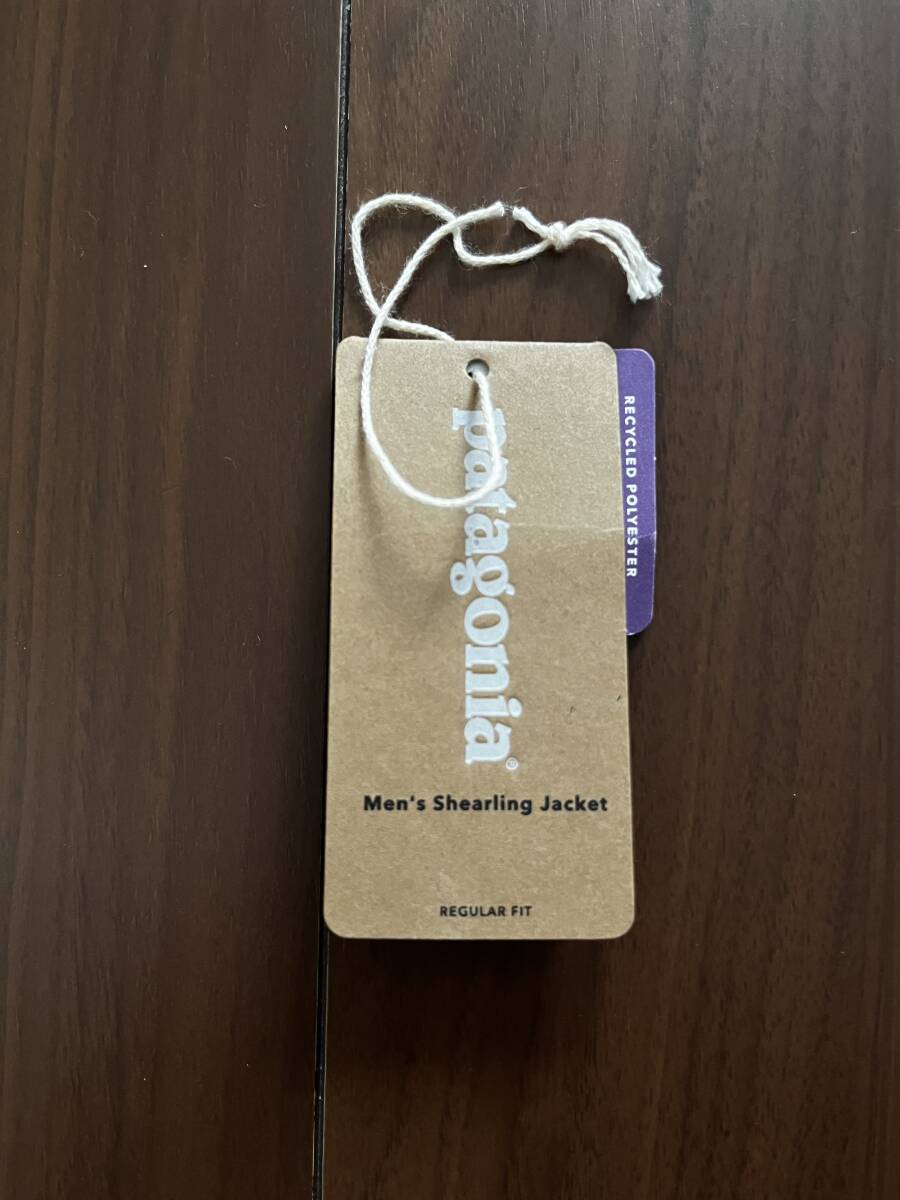 patagonia®
Men's Shearling Jacket
REGULAR FIT
RECYCLED POLYESTER